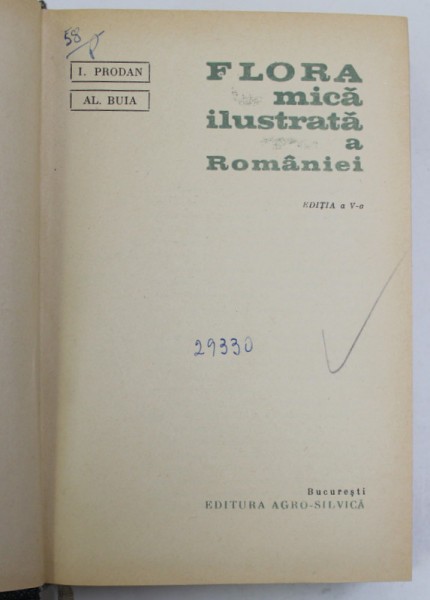 58
I. PRODAN
AL. BUIA
FLORA
mică
ilustrată
a
României
EDIȚIA a V-a
29330
București
EDITURA AGRO-SILVICĂ